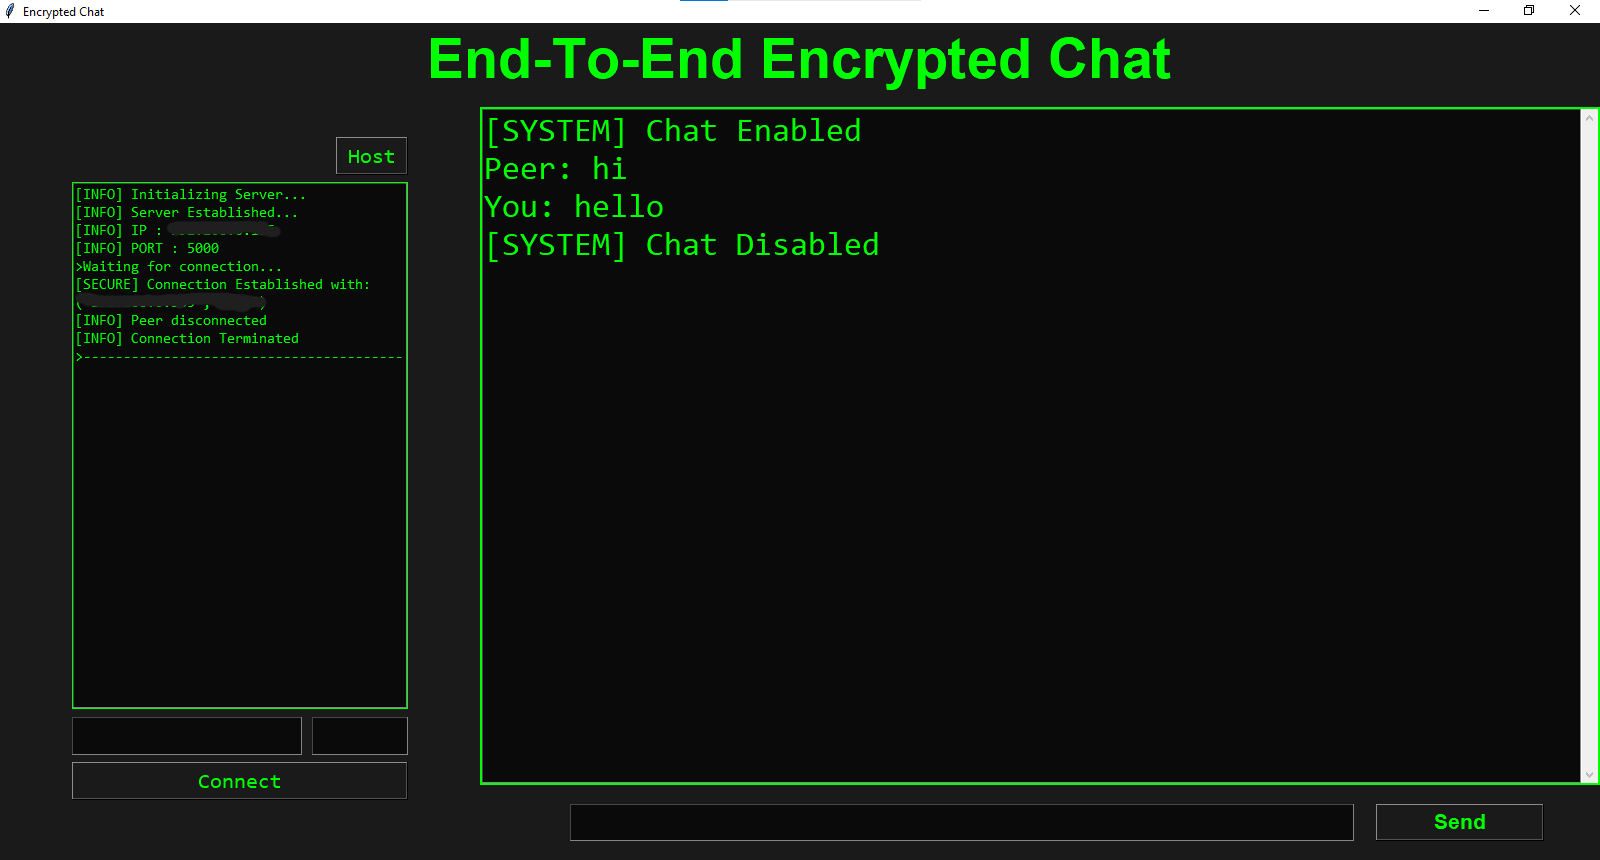 Encrypted Chat
End-To-End Encrypted Chat
Host
[INFO] Initializing Server...
[INFO] Server Established...
[INFO] IP :
[INFO] PORT : 5000
>Waiting for connection...
[SECURE] Connection Established with:
[INFO] Peer disconnected
[INFO] Connection Terminated
>----------------------------------------
Connect
[SYSTEM] Chat Enabled
Peer: hi
You: hello
[SYSTEM] Chat Disabled
Send